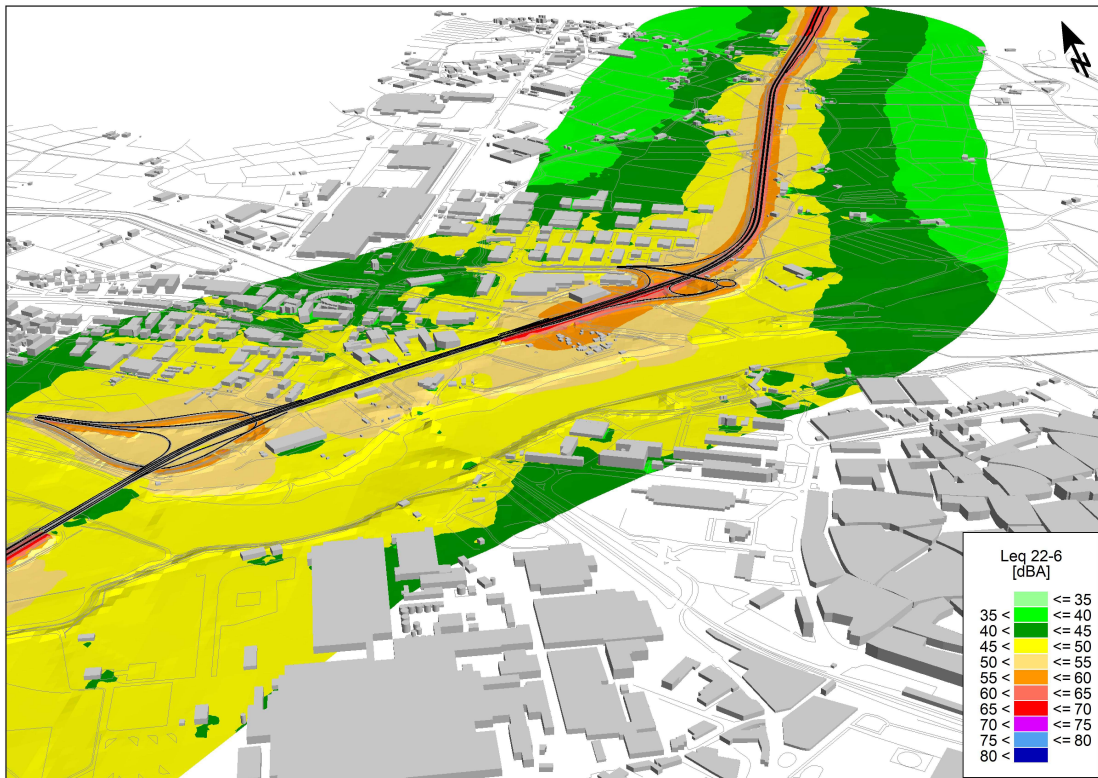 N
Leq 22-6
[dBA]
<= 35
35 < <= 40
40 < <= 45
45 < <= 50
50 < <= 55
55 < <= 60
60 < <= 65
65 < <= 70
70 < <= 75
75 < <= 80
80 <